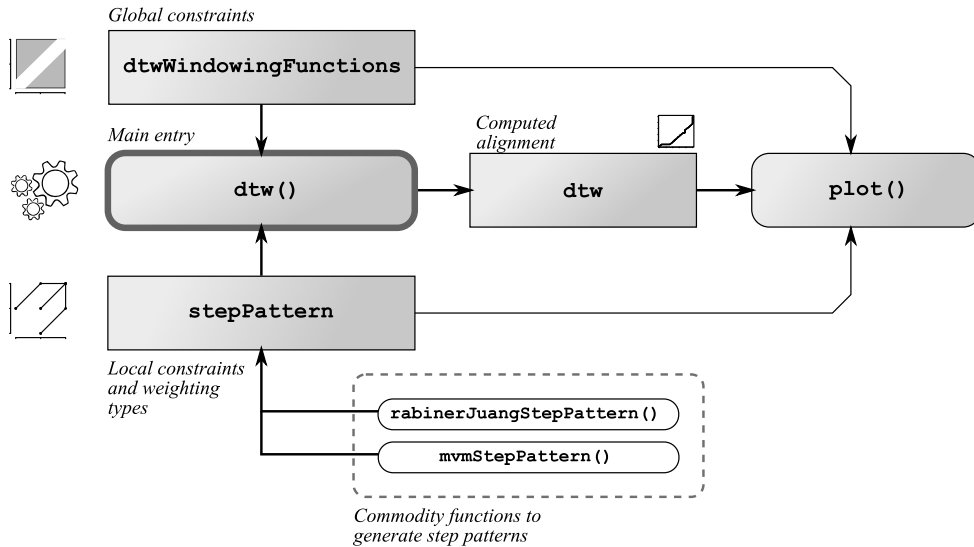 Global constraints
dtwWindowingFunctions
Main entry
dtw()
Computed
alignment
dtw
plot()
stepPattern
Local constraints
and weighting
types
rabinerJuangStepPattern()
mvmStepPattern()
Commodity functions to
generate step patterns